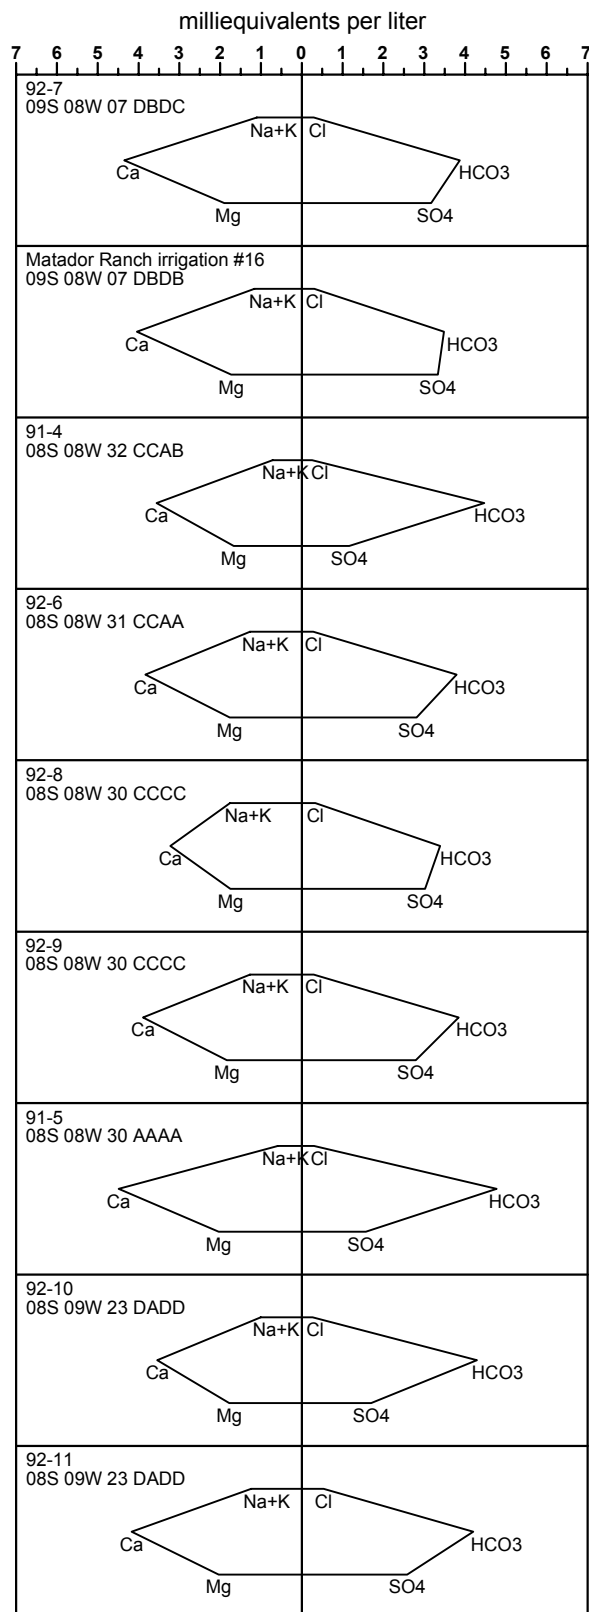 milliequivalents per liter
7 6 5 4 3 2 1 0 1 2 3 4 5 6 7
92-7
09S 08W 07 DBDC
Na+K Cl
Ca HCO3
Mg SO4
Matador Ranch irrigation #16
09S 08W 07 DBDB
Na+K Cl
Ca HCO3
Mg SO4
91-4
08S 08W 32 CCAB
Na+K Cl
Ca HCO3
Mg SO4
92-6
08S 08W 31 CCAA
Na+K Cl
Ca HCO3
Mg SO4
92-8
08S 08W 30 CCCC
Na+K Cl
Ca HCO3
Mg SO4
92-9
08S 08W 30 CCCC
Na+K Cl
Ca HCO3
Mg SO4
91-5
08S 08W 30 AAAA
Na+K Cl
Ca HCO3
Mg SO4
92-10
08S 09W 23 DADD
Na+K Cl
Ca HCO3
Mg SO4
92-11
08S 09W 23 DADD
Na+K Cl
Ca HCO3
Mg SO4